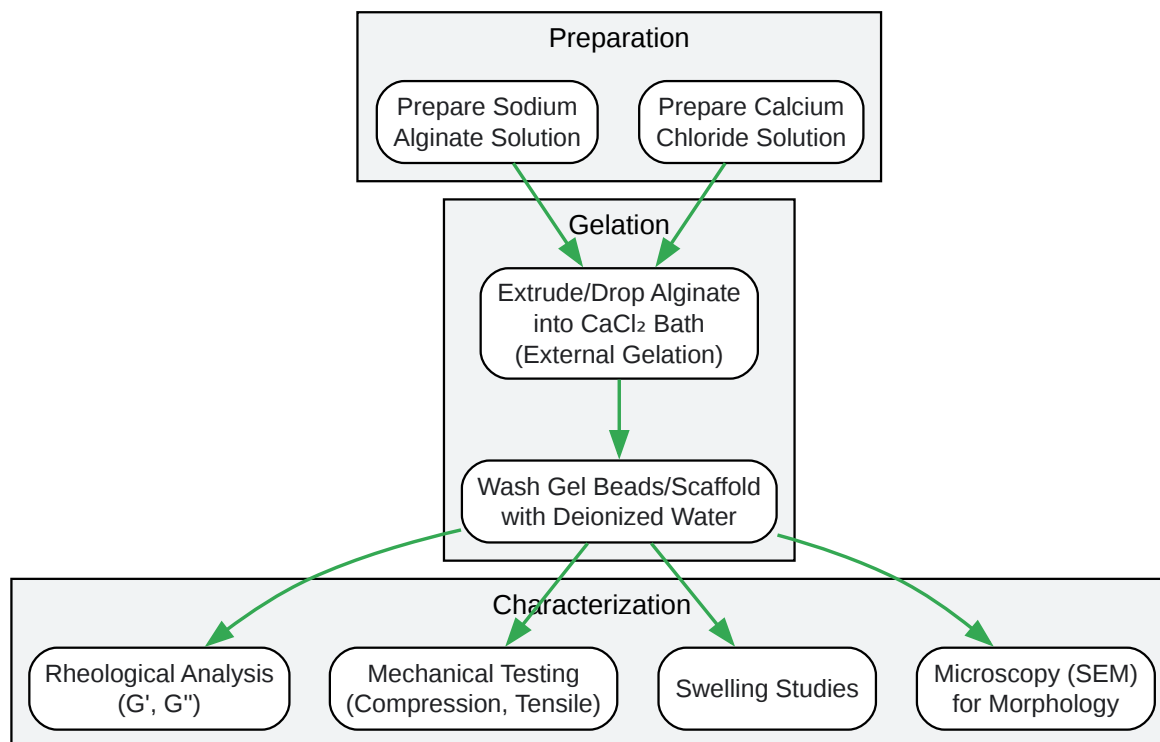 Preparation
Prepare Sodium
Alginate Solution
Prepare Calcium
Chloride Solution
Gelation
Extrude/Drop Alginate
into CaCl₂ Bath
(External Gelation)
Wash Gel Beads/Scaffold
with Deionized Water
Characterization
Rheological Analysis
(G', G'')
Mechanical Testing
(Compression, Tensile)
Swelling Studies
Microscopy (SEM)
for Morphology